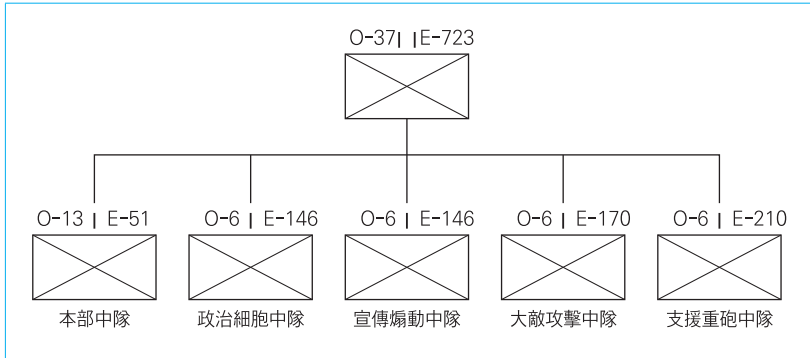 O-37| |E-723
O-13 | E-51
O-6 | E-146
O-6 | E-146
O-6 | E-170
O-6 | E-210
本部中隊
政治細胞中隊
宣傳煽動中隊
大敵攻擊中隊
支援重砲中隊